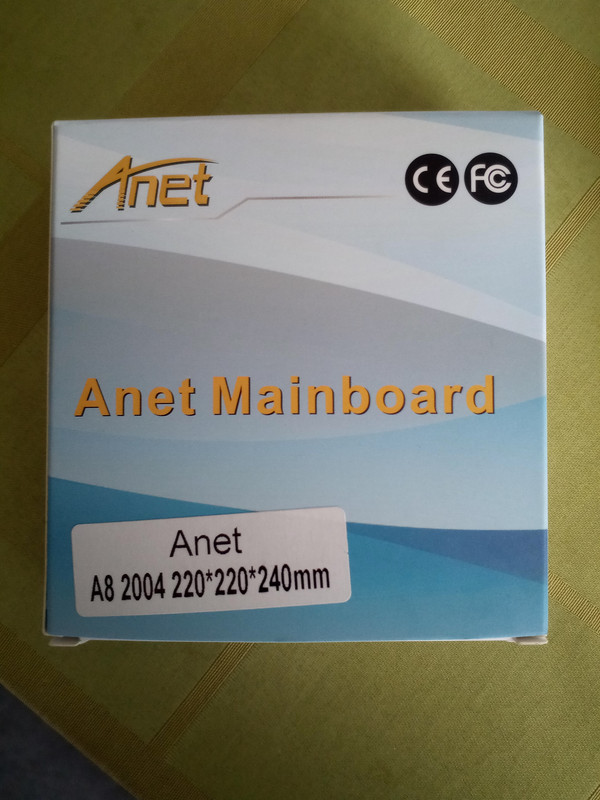 Anet
CE FC
Anet Mainboard
Anet
A8 2004 220*220*240mm